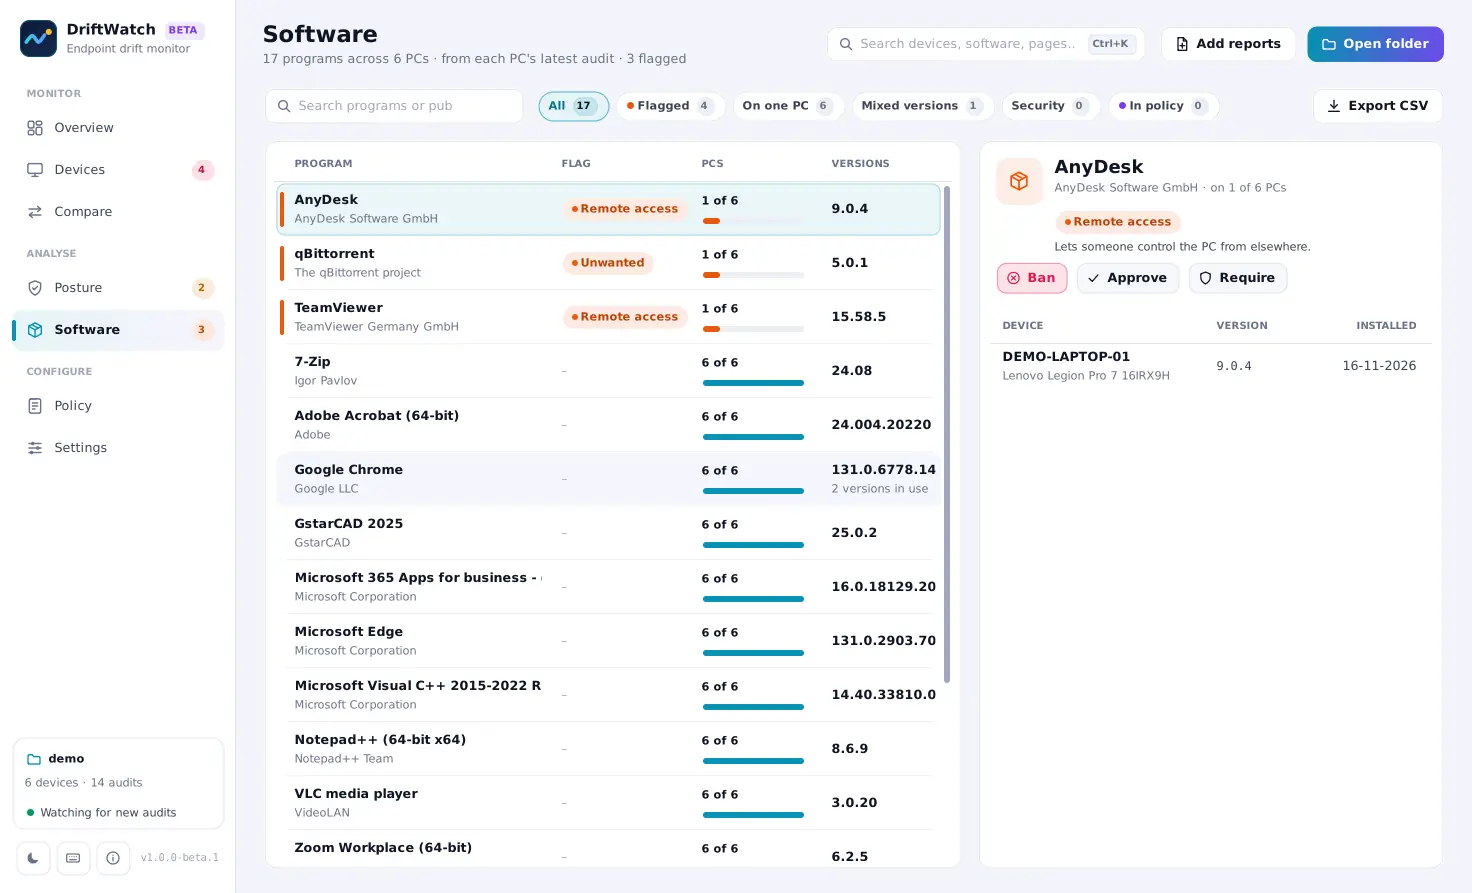 DriftWatch BETA
Endpoint drift monitor
MONITOR
Overview
Devices 4
Compare
ANALYSE
Posture 2
Software 3
CONFIGURE
Policy
Settings
demo
6 devices · 14 audits
Watching for new audits
v1.0.0-beta.1
Software
17 programs across 6 PCs · from each PC's latest audit · 3 flagged
Search devices, software, pages.. Ctrl+K
Add reports
Open folder
Search programs or pub
All 17
Flagged 4
On one PC 6
Mixed versions 1
Security 0
In policy 0
Export CSV
PROGRAM FLAG PCS VERSIONS
AnyDesk
AnyDesk Software GmbH
Remote access
1 of 6
9.0.4
qBittorrent
The qBittorrent project
Unwanted
1 of 6
5.0.1
TeamViewer
TeamViewer Germany GmbH
Remote access
1 of 6
15.58.5
7-Zip
Igor Pavlov
–
6 of 6
24.08
Adobe Acrobat (64-bit)
Adobe
–
6 of 6
24.004.20220
Google Chrome
Google LLC
–
6 of 6
131.0.6778.14
2 versions in use
GstarCAD 2025
GstarCAD
–
6 of 6
25.0.2
Microsoft 365 Apps for business -
Microsoft Corporation
–
6 of 6
16.0.18129.20
Microsoft Edge
Microsoft Corporation
–
6 of 6
131.0.2903.70
Microsoft Visual C++ 2015-2022 R
Microsoft Corporation
–
6 of 6
14.40.33810.0
Notepad++ (64-bit x64)
Notepad++ Team
–
6 of 6
8.6.9
VLC media player
VideoLAN
–
6 of 6
3.0.20
Zoom Workplace (64-bit)
–
6 of 6
6.2.5
AnyDesk
AnyDesk Software GmbH · on 1 of 6 PCs
Remote access
Lets someone control the PC from elsewhere.
Ban
Approve
Require
DEVICE VERSION INSTALLED
DEMO-LAPTOP-01
Lenovo Legion Pro 7 16IRX9H
9.0.4
16-11-2026